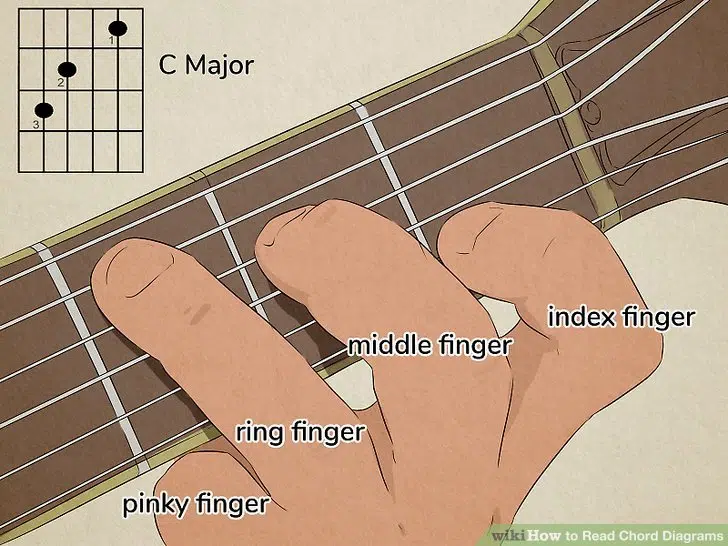 1
C Major
2
3
index finger
middle finger
ring finger
pinky finger
wikiHow to Read Chord Diagrams